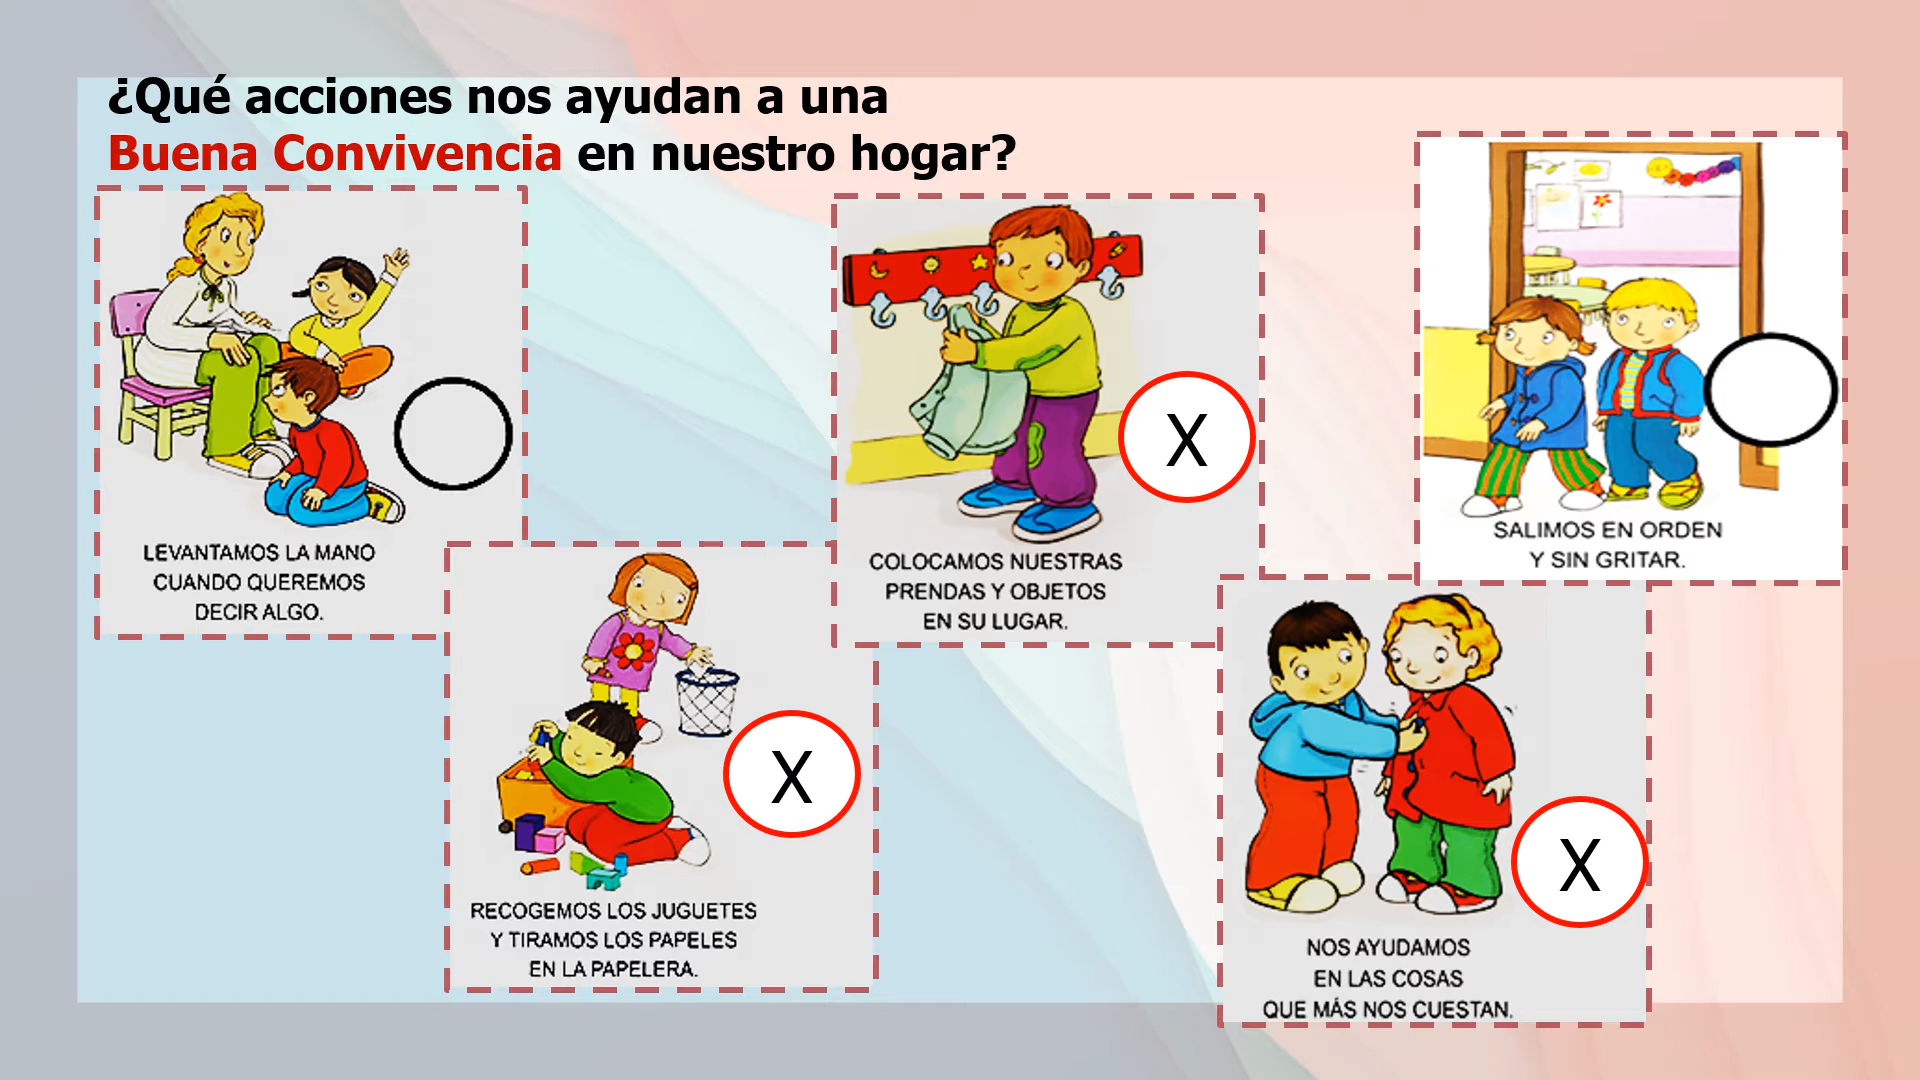 ¿Qué acciones nos ayudan a una
Buena Convivencia en nuestro hogar?
LEVANTAMOS LA MANO
CUANDO QUEREMOS
DECIR ALGO.
RECOGEMOS LOS JUGUETES
Y TIRAMOS LOS PAPELES
EN LA PAPELERA.
X
COLOCAMOS NUESTRAS
PRENDAS Y OBJETOS
EN SU LUGAR.
X
NOS AYUDAMOS
EN LAS COSAS
QUE MÁS NOS CUESTAN.
X
SALIMOS EN ORDEN
Y SIN GRITAR.